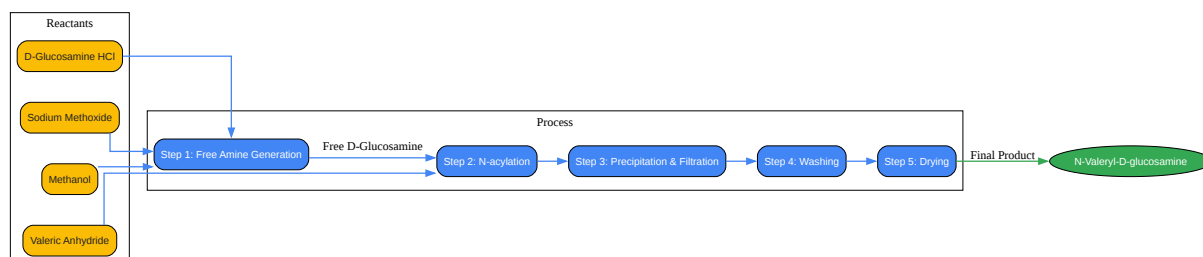 Reactants
D-Glucosamine HCl
Sodium Methoxide
Methanol
Valeric Anhydride
Process
Step 1: Free Amine Generation
Free D-Glucosamine
Step 2: N-acylation
Step 3: Precipitation & Filtration
Step 4: Washing
Step 5: Drying
Final Product
N-Valeryl-D-glucosamine